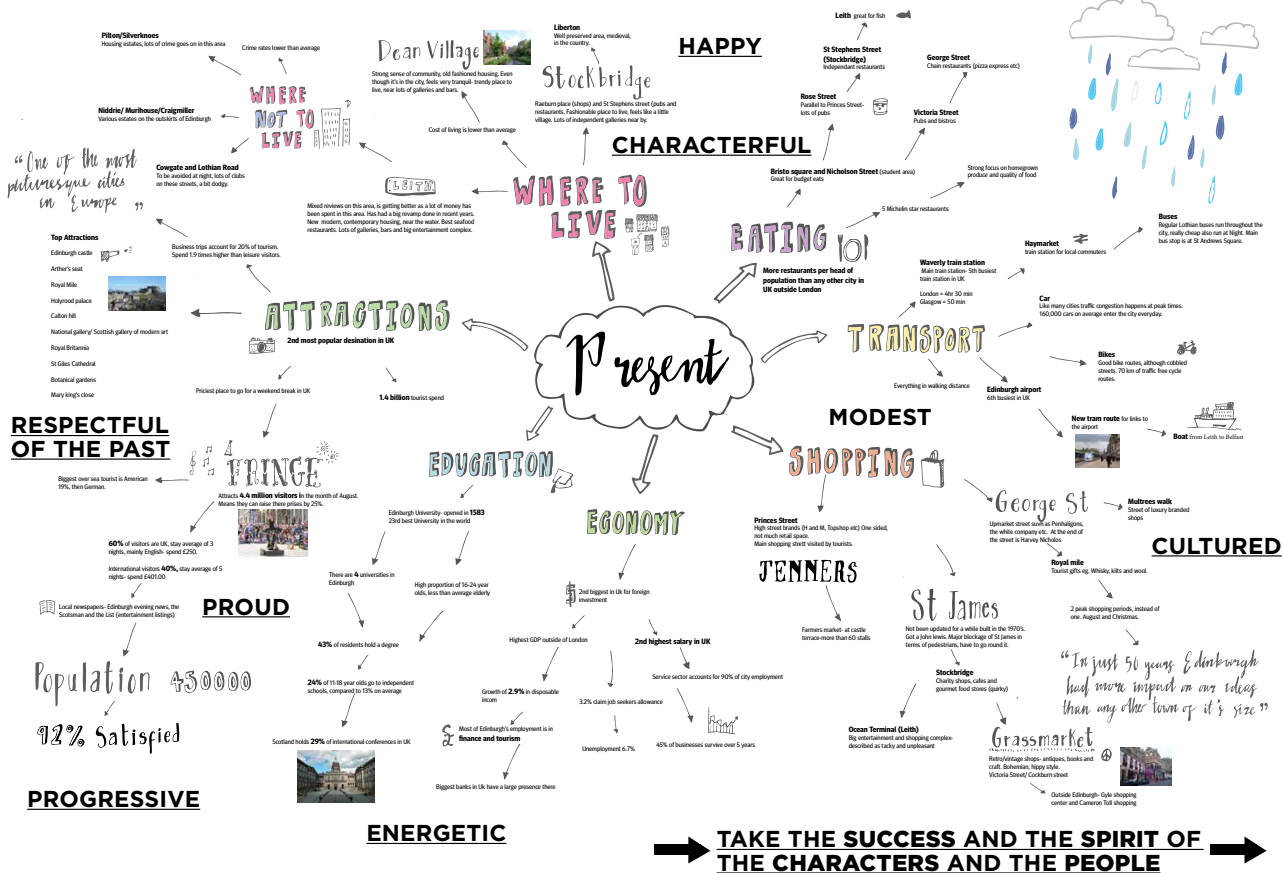 Pilton/Silverknoes
Housing estates, lots of crime goes on in this area
Crime rates lower than average
WHERE
NOT TO
LIVE
Niddrie/ Murihouse/Craigmiller
Various estates on the outskirts of Edinburgh
Cowgate and Lothian Road
To be avoided at night, lots of clubs
on these streets, a bit dodgy.
“One of the most
picturesque cities
in Europe”
Dean Village
Strong sense of community, old fashioned housing. Even
though it's in the city, feels very tranquil- trendy place to
live, near lots of galleries and bars.
Cost of living is lower than average
Liberton
Well preserved area, medieval,
in the country.
Stockbridge
Raeburn place (shops) and St Stephens street (pubs and
restaurants. Fashionable place to live, feels like a little
village. Lots of independent galleries near by.
HAPPY
CHARACTERFUL
LEITH
Mixed reviews on this area, is getting better as a lot of money has
been spent in this area. Has had a big revamp done in recent years.
New modern, contemporary housing, near the water. Best seafood
restaurants. Lots of galleries, bars and big entertainment complex.
WHERE TO
LIVE
Leith great for fish
St Stephens Street
(Stockbridge)
Independant restaurants
George Street
Chain restaurants (pizza express etc)
Rose Street
Parallel to Princes Street-
lots of pubs
Victoria Street
Pubs and bistros
Bristo square and Nicholson Street (student area)
Great for budget eats
Strong focus on homegrown
produce and quality of food
5 Michelin star restaurants
EATING
More restaurants per head of
population than any other city in
UK outside London
Buses
Regular Lothian buses run throughout the
city, really cheap also run at Night. Main
bus stop is at St Andrews Square.
Haymarket
train station for local commuters
Waverly train station
Main train station- 5th busiest
train station in UK
London = 4hr 30 min
Glasgow = 50 min
Car
Like many cities traffic congestion happens at peak times.
160,000 cars on average enter the city everyday.
TRANSPORT
Bikes
Good bike routes, although cobbled
streets. 70 km of traffic free cycle
routes.
Everything in walking distance
Edinburgh airport
6th busiest in UK
New tram route for links to
the airport
Boat from Leith to Belfast
Top Attractions
Edinburgh castle
Arther's seat
Royal Mile
Holyrood palace
Calton hill
National gallery/ Scottish gallery of modern art
Royal Britannia
St Giles Cathedral
Botanical gardens
Mary king's close
Business trips account for 20% of tourism.
Spend 1.9 times higher than leisure visitors.
ATTRACTIONS
2nd most popular desination in UK
Priciest place to go for a weekend break in UK
1.4 billion tourist spend
Present
MODEST
RESPECTFUL
OF THE PAST
FRINGE
Biggest over sea tourist is American
19%, then German.
Attracts 4.4 million visitors in the month of August.
Means they can raise there prises by 25%.
60% of visitors are UK, stay average of 3
nights, mainly English- spend £250.
International visitors 40%, stay average of 5
nights- spend £401.00
Local newspapers- Edinburgh evening news, the
Scotsman and the List (entertainment listings)
PROUD
Population 450000
92% Satisfied
PROGRESSIVE
EDUCATION
Edinburgh University- opened in 1583
23rd best University in the world
There are 4 universities in
Edinburgh
High proportion of 16-24 year
olds, less than average elderly
43% of residents hold a degree
24% of 11-18 year olds go to independent
schools, compared to 13% on average
Scotland holds 29% of international conferences in UK
ENERGETIC
ECONOMY
2nd biggest in Uk for foreign
investment
Highest GDP outside of London
2nd highest salary in UK
Service sector accounts for 90% of city employment
Growth of 2.9% in disposable
incom
3.2% claim job seekers allowance
Most of Edinburgh's employment is in
finance and tourism
Unemployment 6.7%
45% of businesses survive over 5 years
Biggest banks in Uk have a large presence there
SHOPPING
Princes Street
High street brands (H and M, Topshop etc) One sided,
not much retail space.
Main shopping strett visited by tourists.
JENNERS
Farmers market- at castle
terrace-more than 60 stalls
George St
Upmarket street suvh as Penhaligons,
the white company etc. At the end of
the street is Harvey Nicholos
Multrees walk
Street of luxury branded
shops
CULTURED
Royal mile
Tourist gifts eg. Whisky, kilts and wool.
2 peak shopping periods, instead of
one. August and Christmas.
St James
Not been updated for a while built in the 1970's.
Got a John lewis. Major blockage of St James in
terms of pedestrians, have to go round it.
Stockbridge
Charity shops, cafes and
gourmet food stores (quirky)
“In just 50 years Edinburgh
had more impact on our ideas
than any other town of it's size”
Ocean Terminal (Leith)
Big entertainment and shopping complex-
described as tacky and unpleasant
Grassmarket
Retro/vintage shops- antiques, books and
craft. Bohemian, hippy style.
Victoria Street/ Cockburn street
Outside Edinburgh- Gyle shopping
center and Cameron Toll shopping
TAKE THE SUCCESS AND THE SPIRIT OF
THE CHARACTERS AND THE PEOPLE